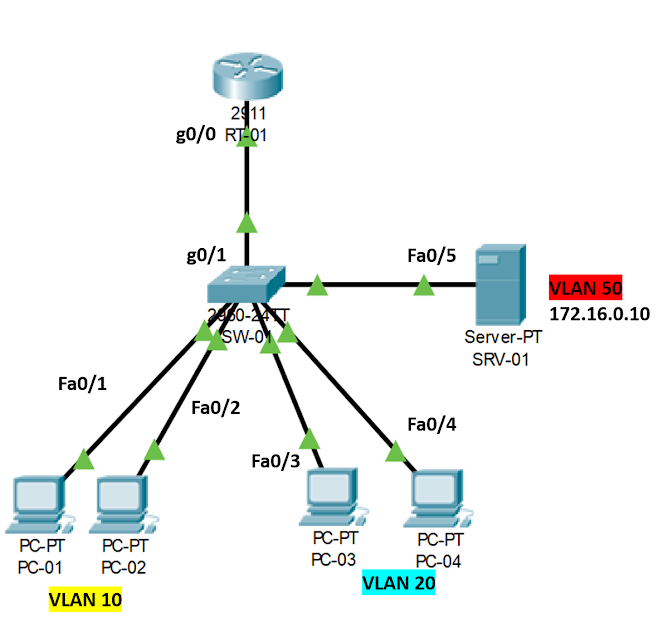 2911
g0/0 RT-01
g0/1
Fa0/5
VLAN 50
172.16.0.10
2960-24TT
SW-01
Server-PT
SRV-01
Fa0/1
Fa0/2
Fa0/3
Fa0/4
PC-PT
PC-01
PC-PT
PC-02
PC-PT
PC-03
PC-PT
PC-04
VLAN 10
VLAN 20